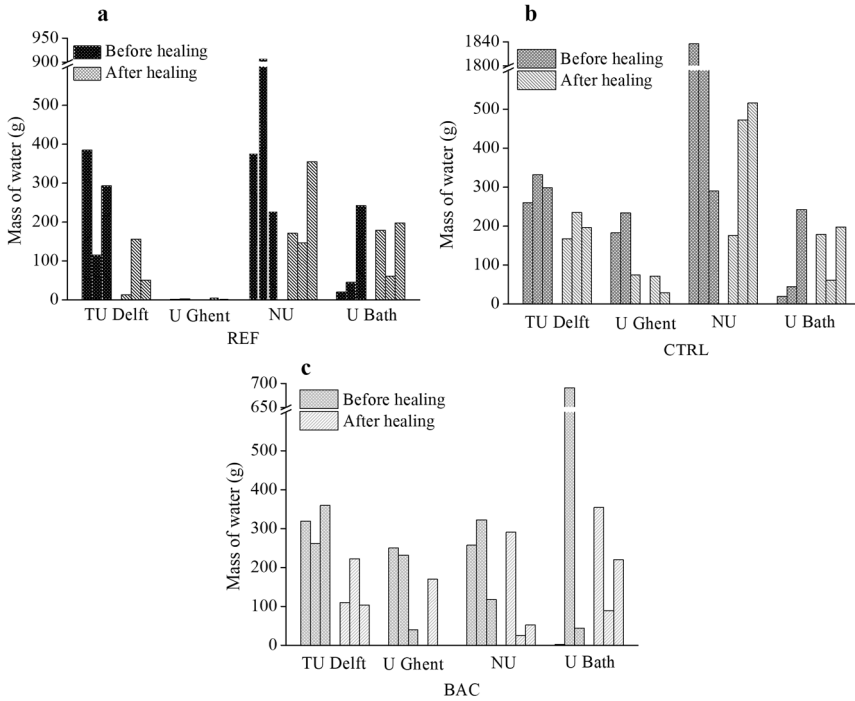 a
950
900
500
400
300
200
100
0
Mass of water (g)
Before healing
After healing
TU Delft U Ghent NU U Bath
REF
b
1840
1800
500
400
300
200
100
0
Mass of water (g)
Before healing
After healing
TU Delft U Ghent NU U Bath
CTRL
c
700
650
500
400
300
200
100
0
Mass of water (g)
Before healing
After healing
TU Delft U Ghent NU U Bath
BAC